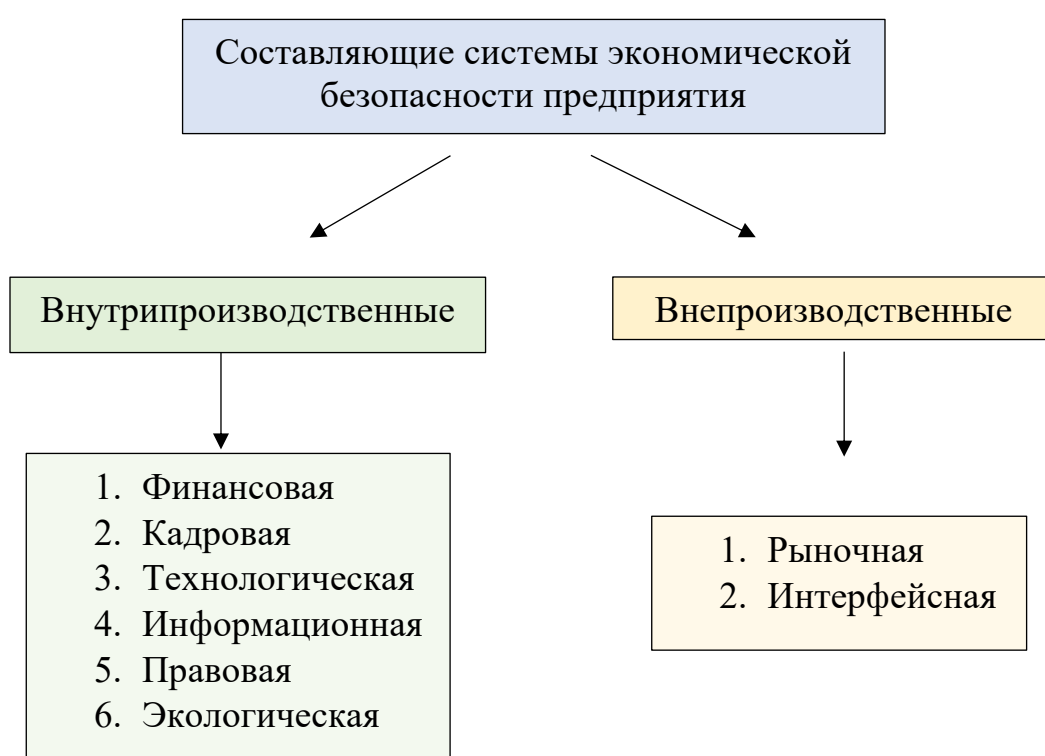 Составляющие системы экономической
безопасности предприятия
Внутрипроизводственные
Внепроизводственные
1. Финансовая
2. Кадровая
3. Технологическая
4. Информационная
5. Правовая
6. Экологическая
1. Рыночная
2. Интерфейсная